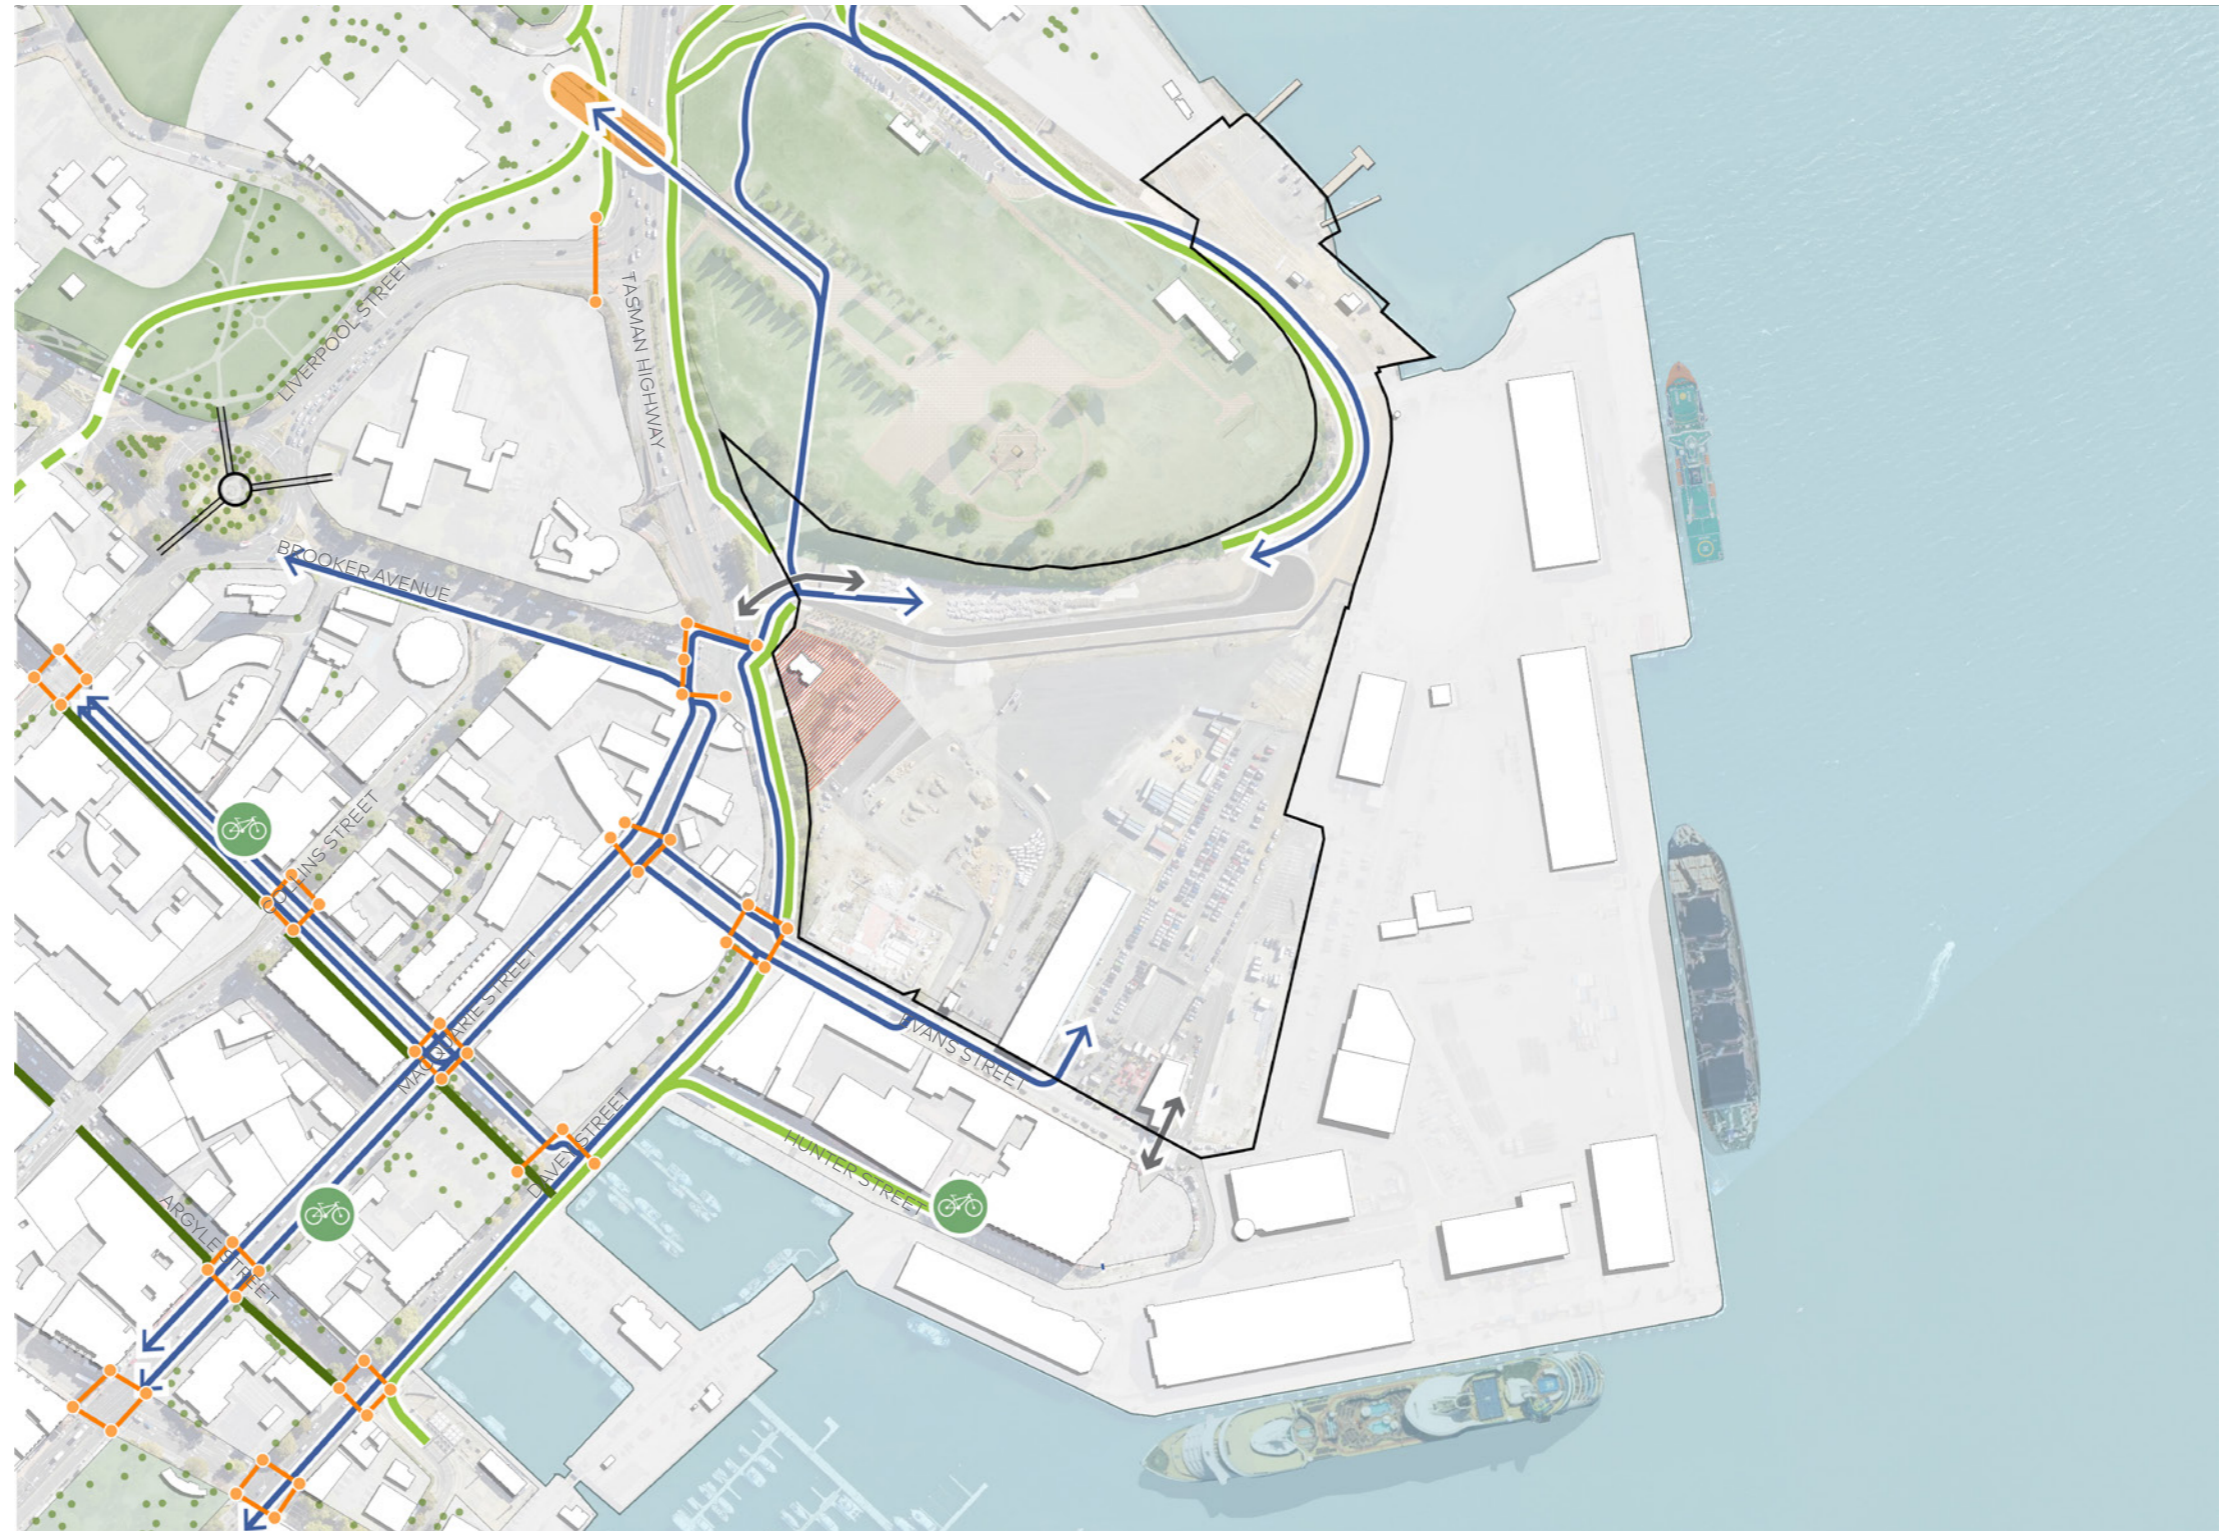 LIVERPOOL STREET
TASMAN HIGHWAY
BROOKER AVENUE
COLLINS STREET
MACQUARIE STREET
EVANS STREET
DAVEY STREET
HUNTER STREET
ARGYLE STREET